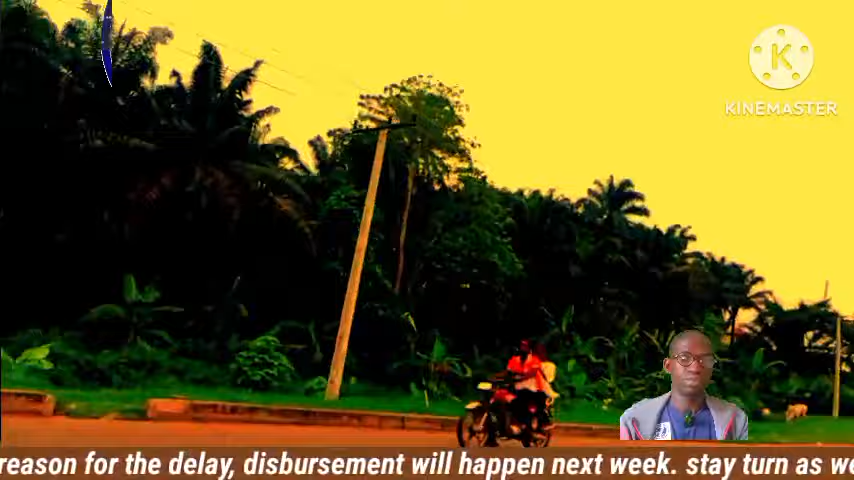 K
KINEMASTER
reason for the delay, disbursement will happen next week. stay turn as we